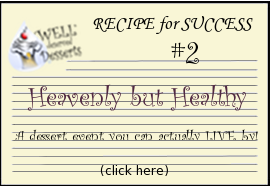 WELL
deserved
Desserts
RECIPE for SUCCESS
#2
Heavenly but Healthy
A dessert event you can actually LIVE by!
(click here)